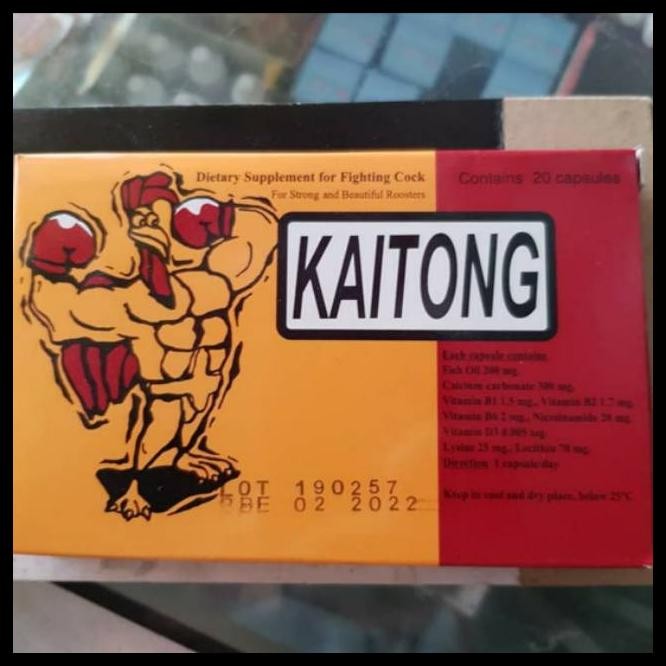 Dietary Supplement for Fighting Cock
For Strong and Beautiful Roosters
Contains 20 capsules
KAITONG
Each capsule contains
Fish Oil 200 mg.
Calcium carbonate 300 mg.
Vitamin B1 1.5 mg., Vitamin B2 1.7 mg.
Vitamin B6 2 mg., Nicotinamide 20 mg.
Vitamin D3 0.005 mg.
Lysine 25 mg., Lecithin 70 mg.
Direction 1 capsule/day
Keep in cool and dry place, below 25°C
LOT 190257
BBE 02 2022